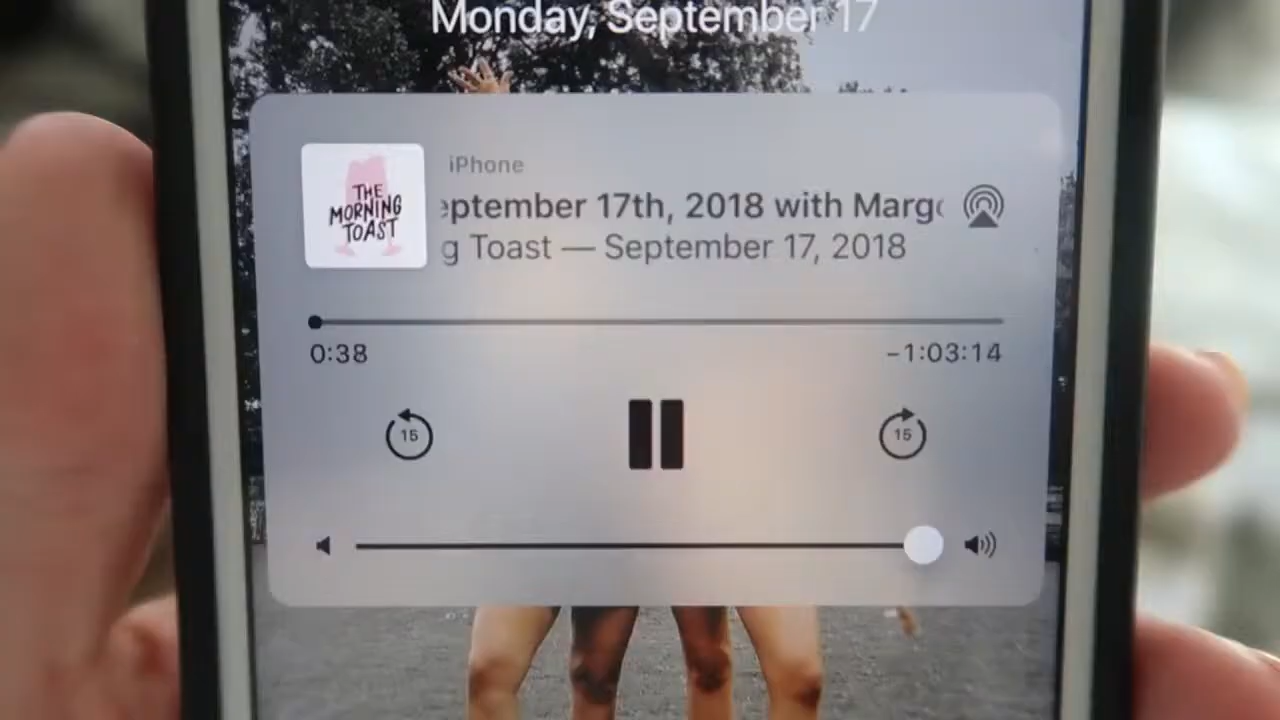 Monday, September 17
iPhone
THE
MORNING
TOAST
eptember 17th, 2018 with Margo
g Toast — September 17, 2018
0:38
-1:03:14
15
15